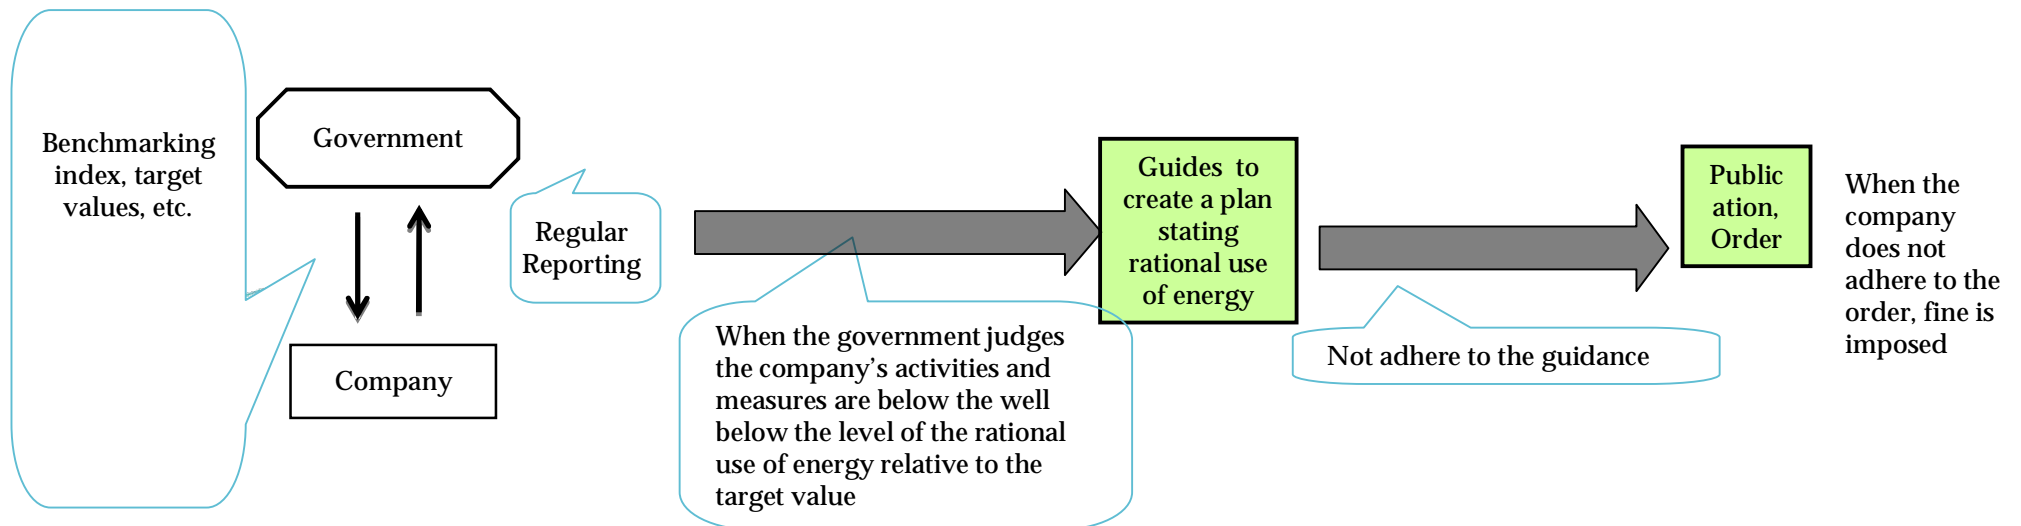 Benchmarking
index, target
values, etc.
Government
Company
Regular
Reporting
When the government judges
the company’s activities and
measures are below the well
below the level of the rational
use of energy relative to the
target value
Guides to
create a plan
stating
rational use
of energy
Not adhere to the guidance
Public
ation,
Order
When the
company
does not
adhere to the
order, fine is
imposed